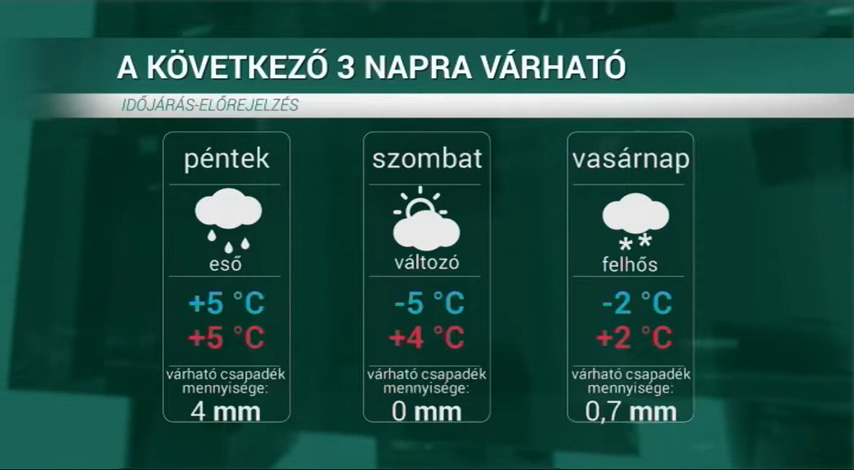 A KÖVETKEZŐ 3 NAPRA VÁRHATÓ
IDŐJÁRÁS-ELŐREJELZÉS
péntek
eső
+5 °C
+5 °C
várható csapadék
mennyisége:
4 mm
szombat
változó
-5 °C
+4 °C
várható csapadék
mennyisége:
0 mm
vasárnap
felhős
-2 °C
+2 °C
várható csapadék
mennyisége:
0,7 mm